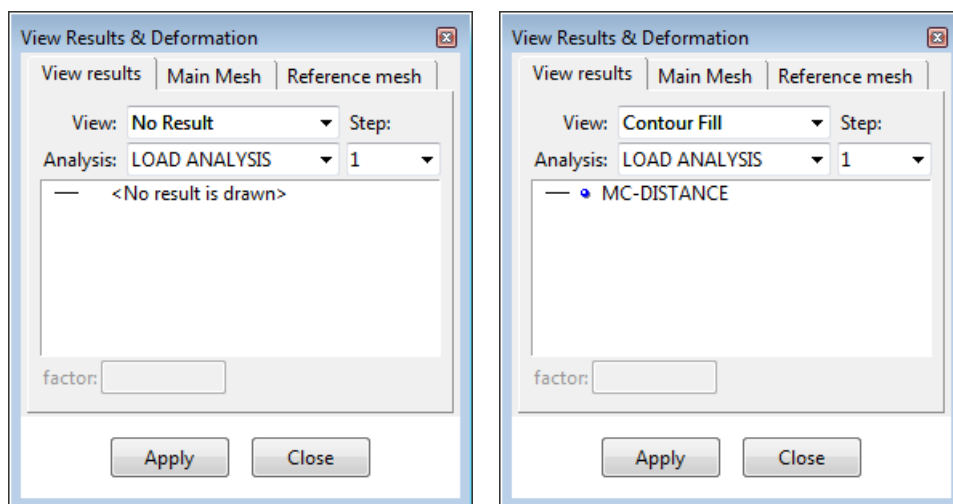 View Results & Deformation
View results Main Mesh Reference mesh
View: No Result Step:
Analysis: LOAD ANALYSIS 1
<No result is drawn>
factor:
Apply Close
View Results & Deformation
View results Main Mesh Reference mesh
View: Contour Fill Step:
Analysis: LOAD ANALYSIS 1
MC-DISTANCE
factor:
Apply Close